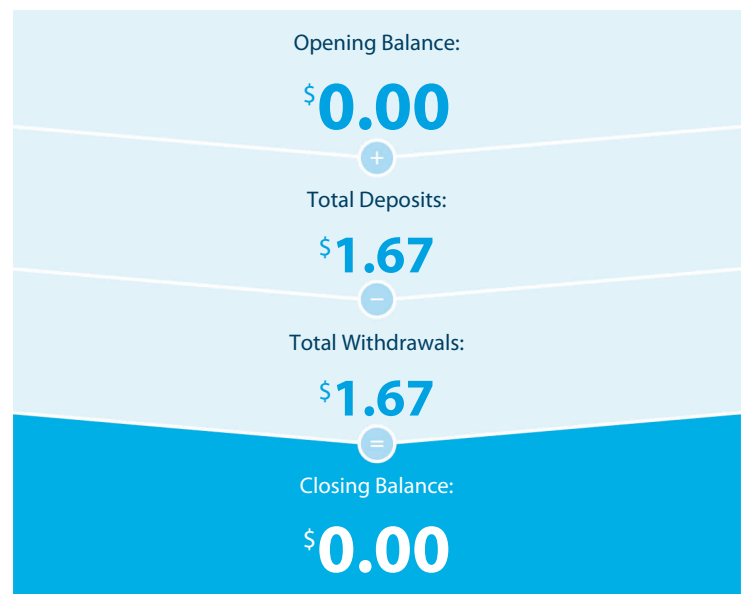 Opening Balance:
$0.00
+
Total Deposits:
$1.67
−
Total Withdrawals:
$1.67
=
Closing Balance:
$0.00